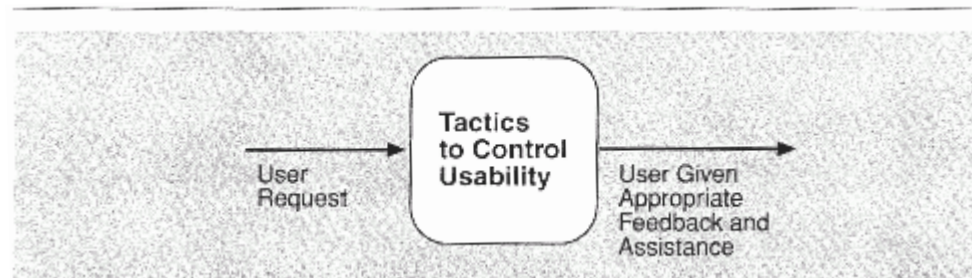 User
Request
Tactics
to Control
Usability
User Given
Appropriate
Feedback and
Assistance